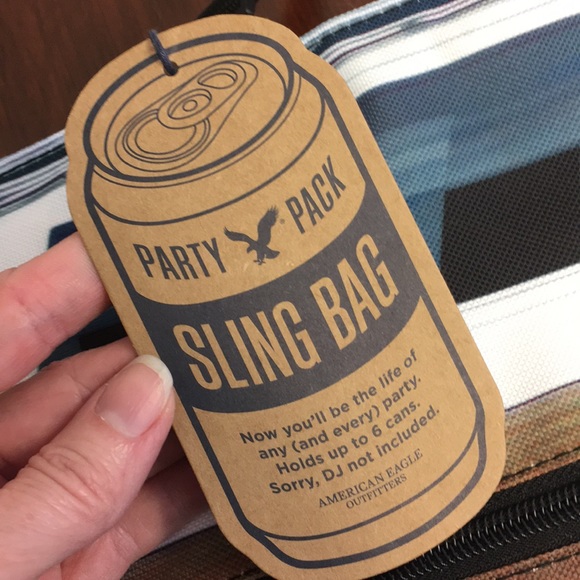 PARTY PACK
SLING BAG
Now you'll be the life of
any (and every) party.
Holds up to 6 cans.
Sorry, DJ not included.
AMERICAN EAGLE
OUTFITTERS